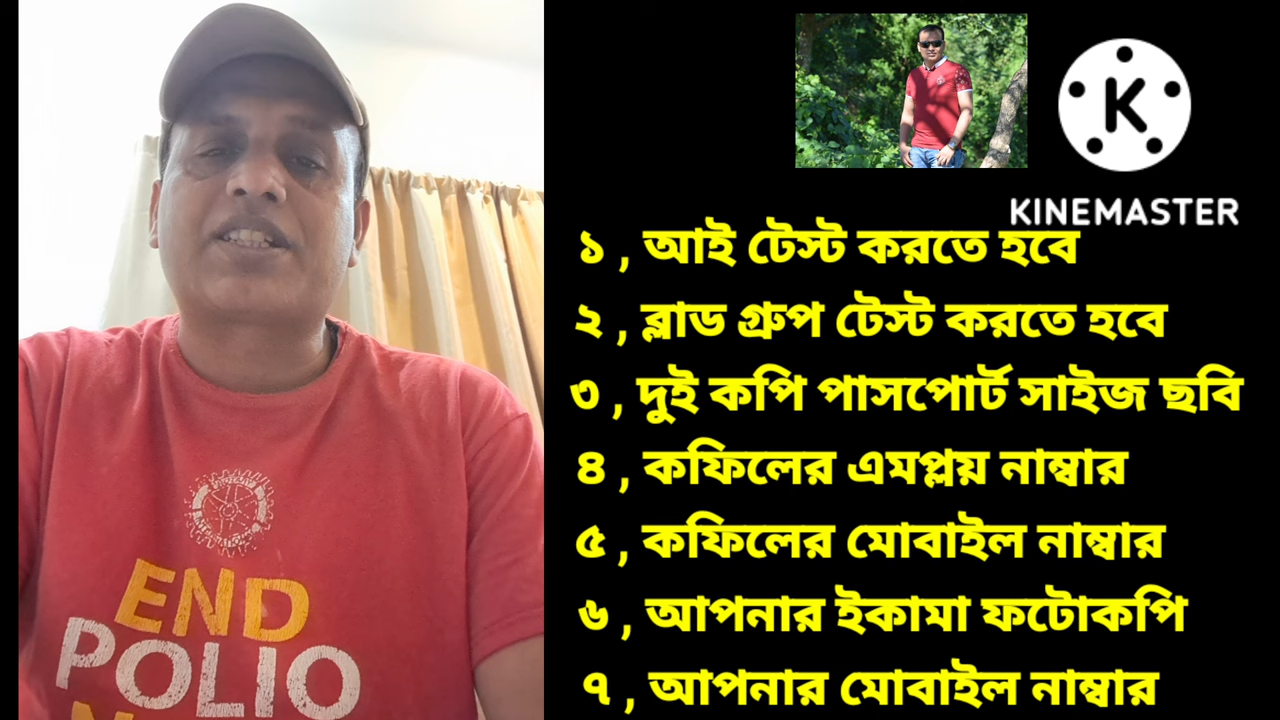 KINEMASTER
১ , আই টেস্ট করতে হবে
২ , ব্লাড গ্রুপ টেস্ট করতে হবে
৩ , দুই কপি পাসপোর্ট সাইজ ছবি
৪ , কফিলের এমপ্লয় নাম্বার
৫ , কফিলের মোবাইল নাম্বার
৬ , আপনার ইকামা ফটোকপি
৭ , আপনার মোবাইল নাম্বার
END
POLIO